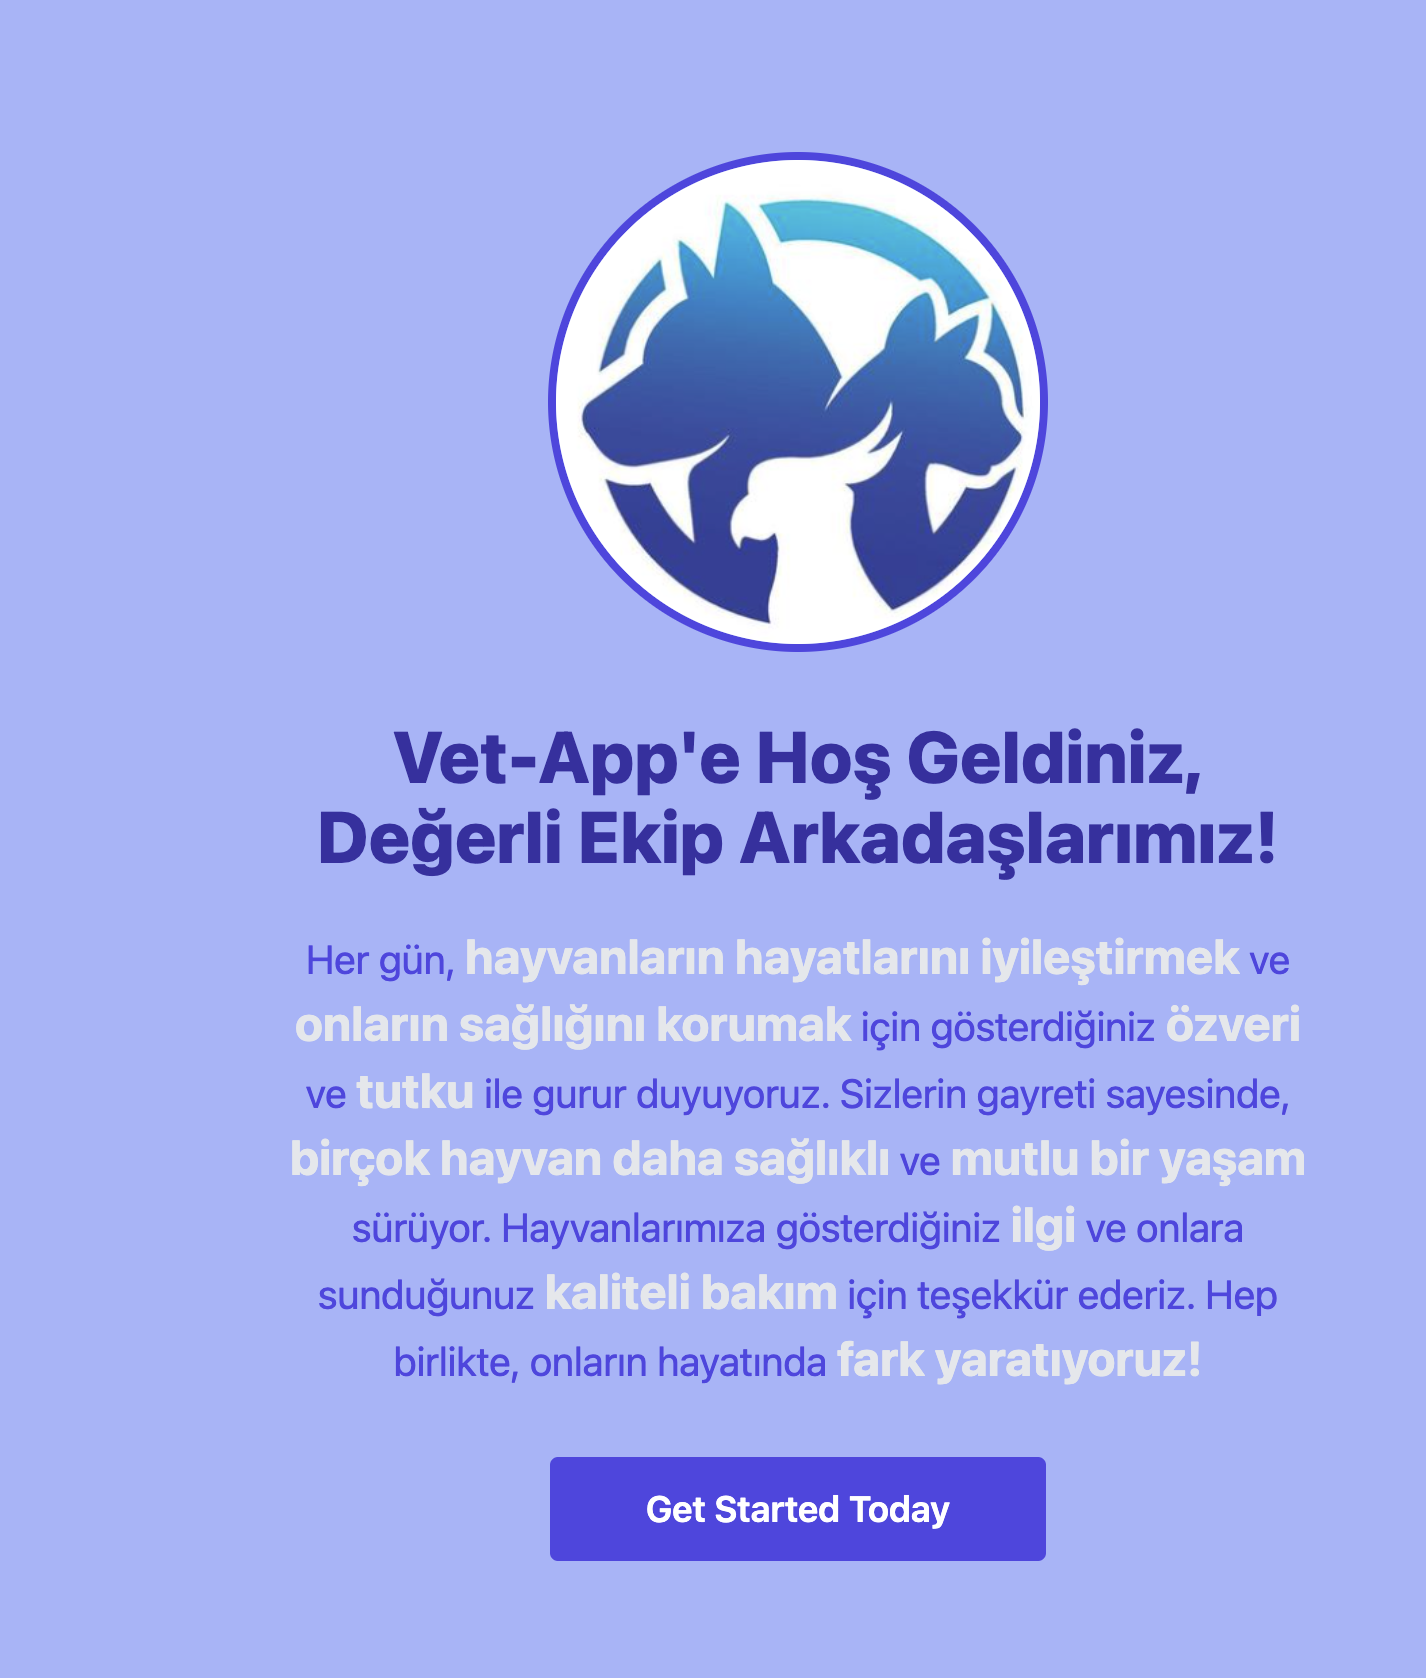 Vet-App'e Hoş Geldiniz,
Değerli Ekip Arkadaşlarımız!
Her gün, hayvanların hayatlarını iyileştirmek ve
onların sağlığını korumak için gösterdiğiniz özveri
ve tutku ile gurur duyuyoruz. Sizlerin gayreti sayesinde,
birçok hayvan daha sağlıklı ve mutlu bir yaşam
sürüyor. Hayvanlarımıza gösterdiğiniz ilgi ve onlara
sunduğunuz kaliteli bakım için teşekkür ederiz. Hep
birlikte, onların hayatında fark yaratıyoruz!
Get Started Today